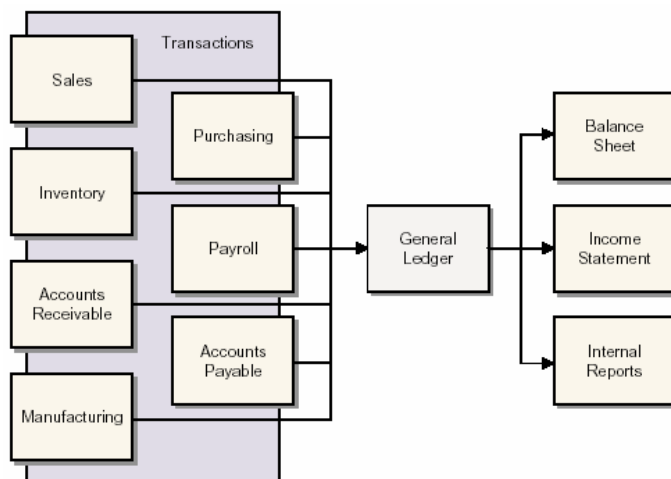 Transactions
Sales
Purchasing
Inventory
Payroll
Accounts
Receivable
Accounts
Payable
Manufacturing
General
Ledger
Balance
Sheet
Income
Statement
Internal
Reports